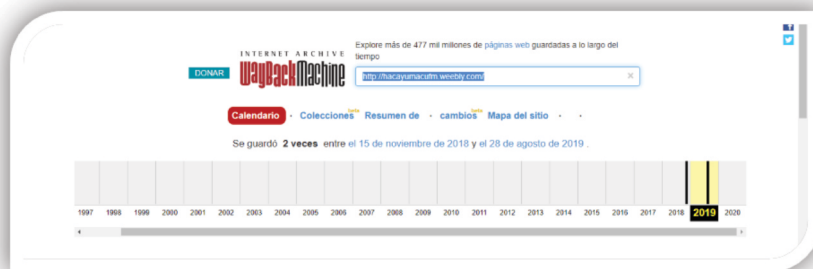 Explore más de 477 mil millones de páginas web guardadas a lo largo del
tiempo
INTERNET ARCHIVE
DONAR
WayBackMachine
http://hacayumacufm.weebly.com/
Calendario · Colecciones beta Resumen de · cambios beta Mapa del sitio · ·
Se guardó 2 veces entre el 15 de noviembre de 2018 y el 28 de agosto de 2019 .
1997 1998 1999 2000 2001 2002 2003 2004 2005 2006 2007 2008 2009 2010 2011 2012 2013 2014 2015 2016 2017 2018 2019 2020